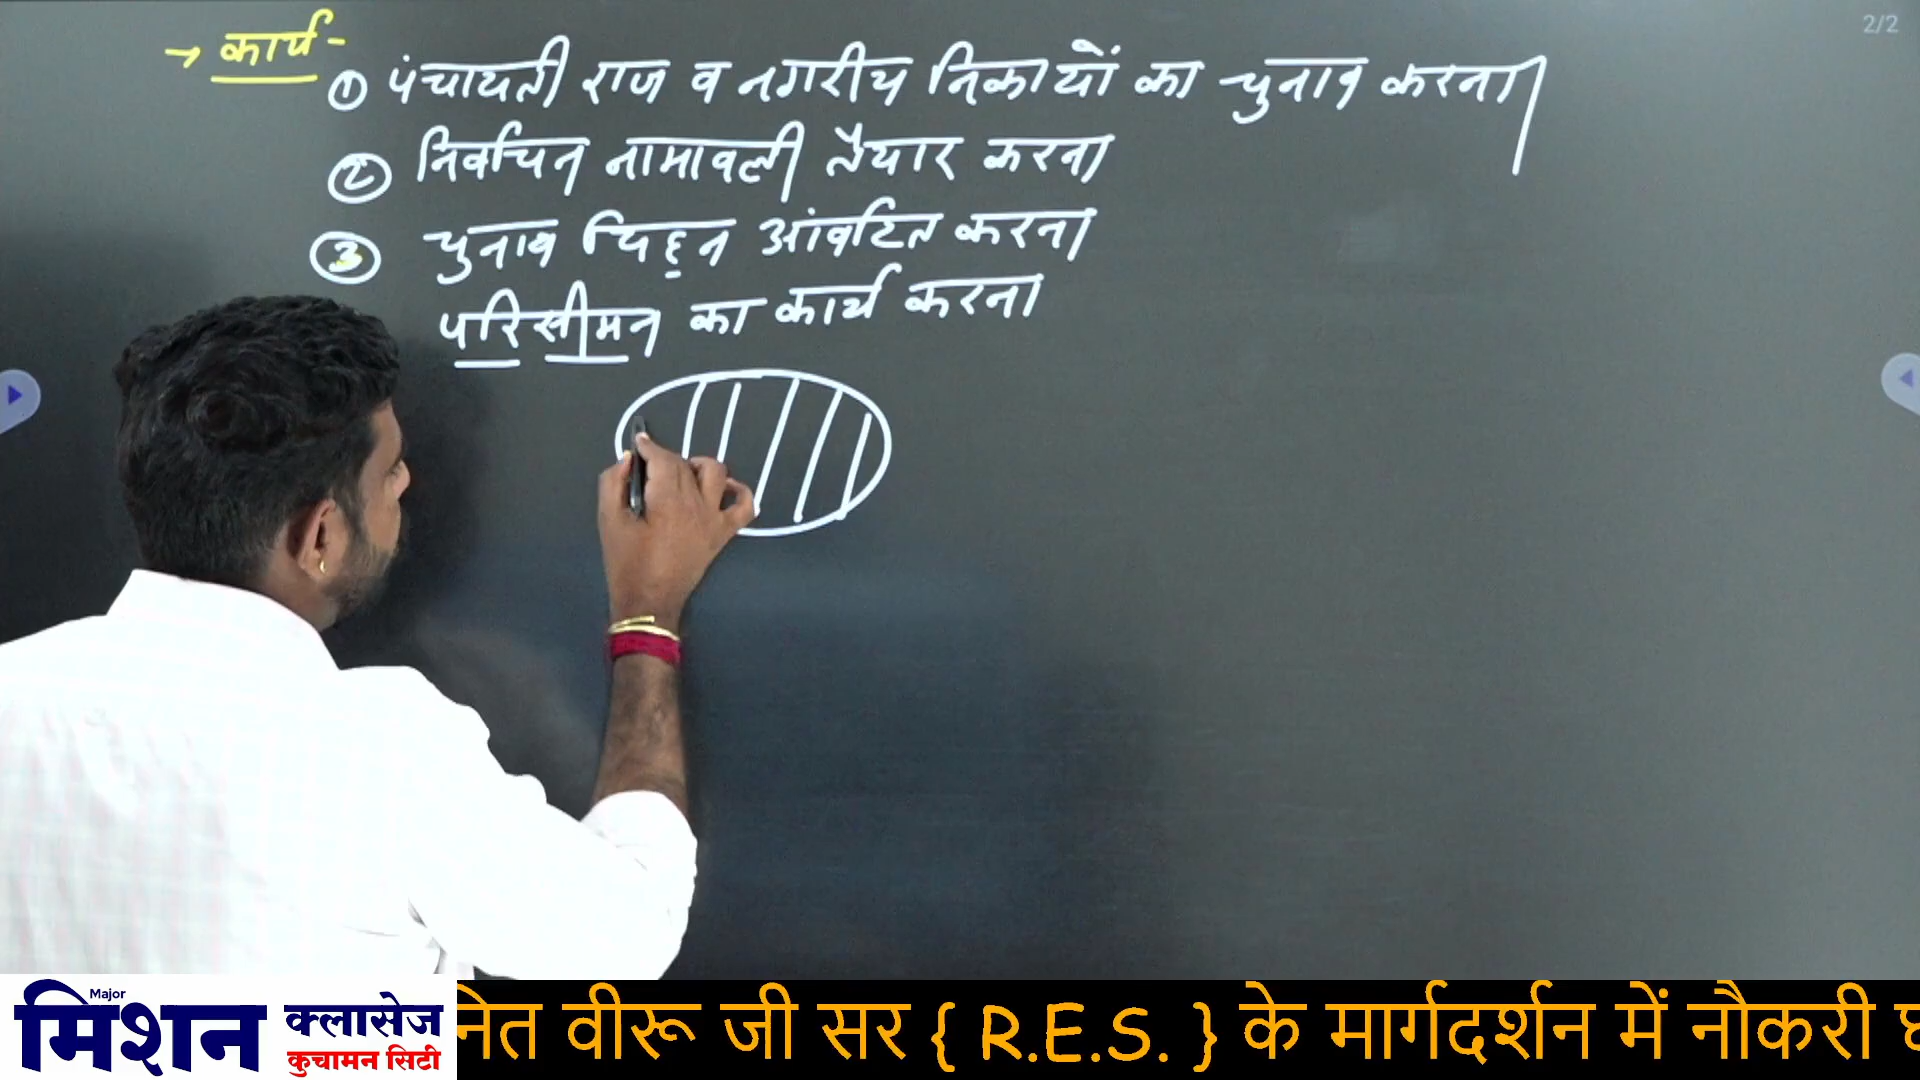 2/2
→ कार्य -
① पंचायती राज व नगरीय निकायों का चुनाव करना
② निर्वाचन नामावली तैयार करना
③ चुनाव चिह्न आंवटित करना
परिसीमन का कार्य करना
Major
मिशन क्लासेज
कुचामन सिटी
नित वीरू जी सर { R.E.S. } के मार्गदर्शन में नौकरी